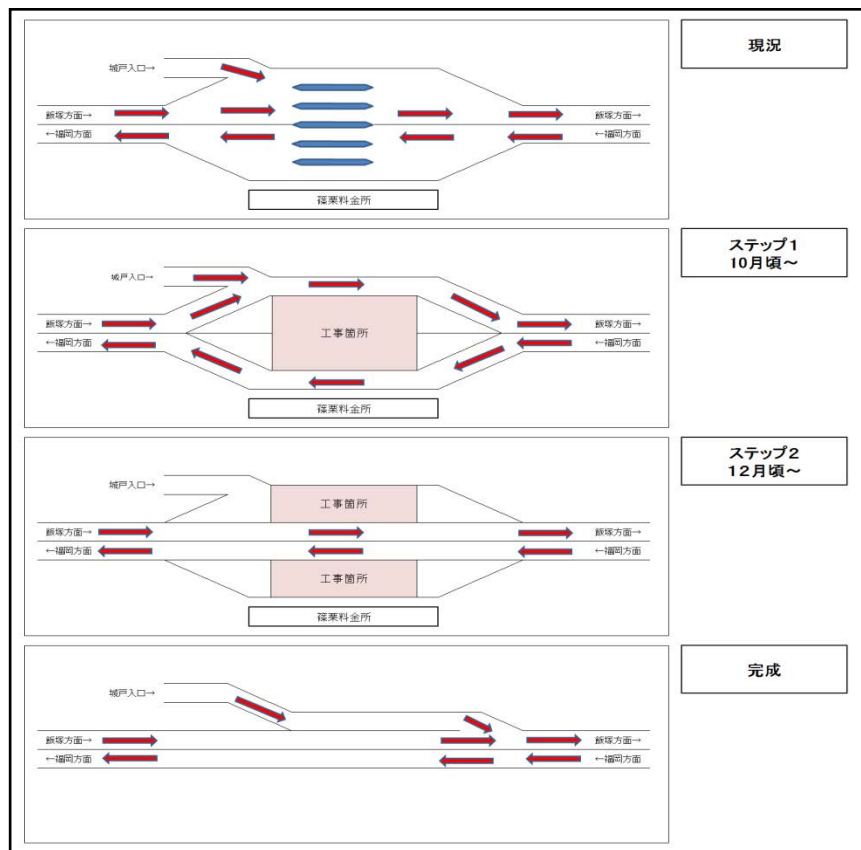 現況
城戸入口→
飯塚方面→
←福岡方面
飯塚方面→
←福岡方面
篠栗料金所
ステップ1
10月頃～
城戸入口→
飯塚方面→
←福岡方面
工事箇所
飯塚方面→
←福岡方面
篠栗料金所
ステップ2
12月頃～
城戸入口→
工事箇所
飯塚方面→
←福岡方面
飯塚方面→
←福岡方面
工事箇所
篠栗料金所
完成
城戸入口→
飯塚方面→
←福岡方面
飯塚方面→
←福岡方面